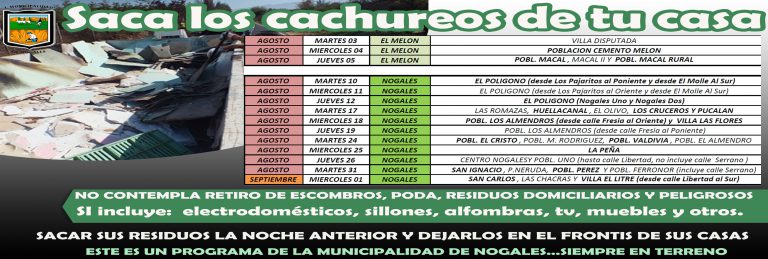 Saca los cachureos de tu casa
AGOSTO MARTES 03 EL MELON VILLA DISPUTADA
AGOSTO MIERCOLES 04 EL MELON POBLACION CEMENTO MELON
AGOSTO JUEVES 05 EL MELON POBL. MACAL, MACAL II Y POBL. MACAL RURAL
AGOSTO MARTES 10 NOGALES EL POLIGONO (desde Los Pajaritos al Poniente y desde El Molle Al Sur)
AGOSTO MIERCOLES 11 NOGALES EL POLIGONO (desde Los Pajaritos al Oriente y desde El Molle al Sur)
AGOSTO JUEVES 12 NOGALES EL POLIGONO (Nogales Uno y Nogales Dos)
AGOSTO MARTES 17 NOGALES LAS ROMAZAS, HUELLACANAL, EL OLIVO, LOS CRUCEROS Y PUCALAN
AGOSTO MIERCOLES 18 NOGALES POBL. LOS ALMENDROS (desde calle Fresia al Oriente) y VILLA LAS FLORES
AGOSTO JUEVES 19 NOGALES POBL. LOS ALMENDROS (desde calle Fresia al Poniente)
AGOSTO MARTES 24 NOGALES POBL. EL CRISTO, POBL. M. RODRIGUEZ, POBL. VALDIVIA, POBL. EL ALMENDRO
AGOSTO MIERCOLES 25 NOGALES LA PEÑA
AGOSTO JUEVES 26 NOGALES CENTRO NOGALESY POBL. UNO (hasta calle Libertad, no incluye calle Serrano)
AGOSTO MARTES 31 NOGALES SAN IGNACIO, P.NERUDA, POBL. PEREZ Y POBL. FERRONOR (incluye calle Serrano)
SEPTIEMBRE MIERCOLES 01 NOGALES SAN CARLOS, LAS CHACRAS Y VILLA EL LITRE (desde calle Libertad al Sur)
NO CONTEMPLA RETIRO DE ESCOMBROS, PODA, RESIDUOS DOMICILIARIOS Y PELIGROSOS
SI incluye: electrodomésticos, sillones, alfombras, tv, muebles y otros.
SACAR SUS RESIDUOS LA NOCHE ANTERIOR Y DEJARLOS EN EL FRONTIS DE SUS CASAS
ESTE ES UN PROGRAMA DE LA MUNICIPALIDAD DE NOGALES...SIEMPRE EN TERRENO